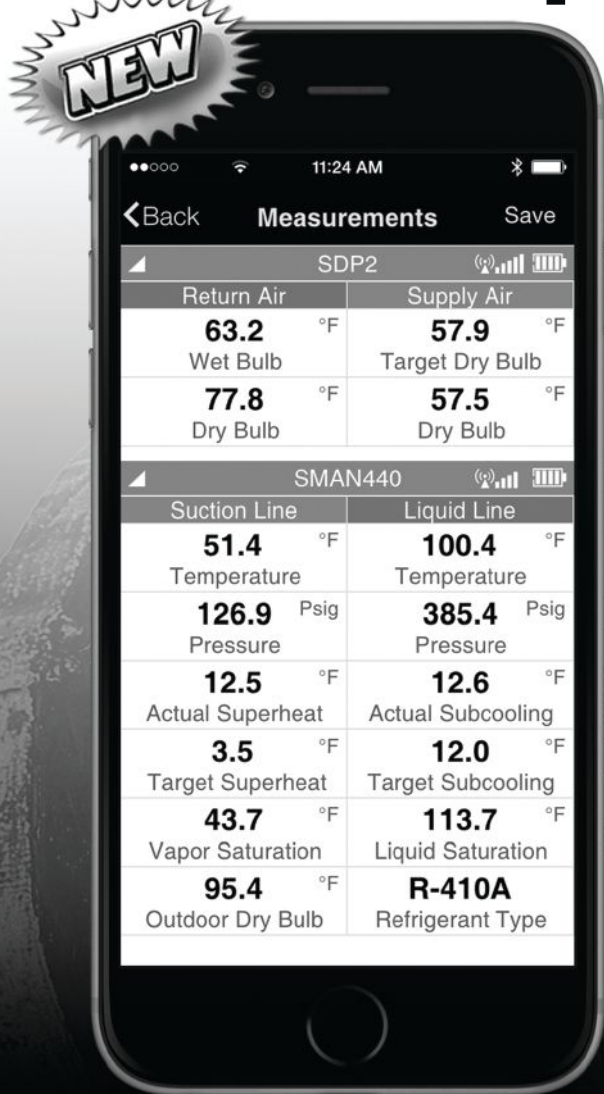 NEW
11:24 AM
Back Measurements Save
SDP2
Return Air Supply Air
63.2 °F 57.9 °F
Wet Bulb Target Dry Bulb
77.8 °F 57.5 °F
Dry Bulb Dry Bulb
SMAN440
Suction Line Liquid Line
51.4 °F 100.4 °F
Temperature Temperature
126.9 Psig 385.4 Psig
Pressure Pressure
12.5 °F 12.6 °F
Actual Superheat Actual Subcooling
3.5 °F 12.0 °F
Target Superheat Target Subcooling
43.7 °F 113.7 °F
Vapor Saturation Liquid Saturation
95.4 °F R-410A
Outdoor Dry Bulb Refrigerant Type